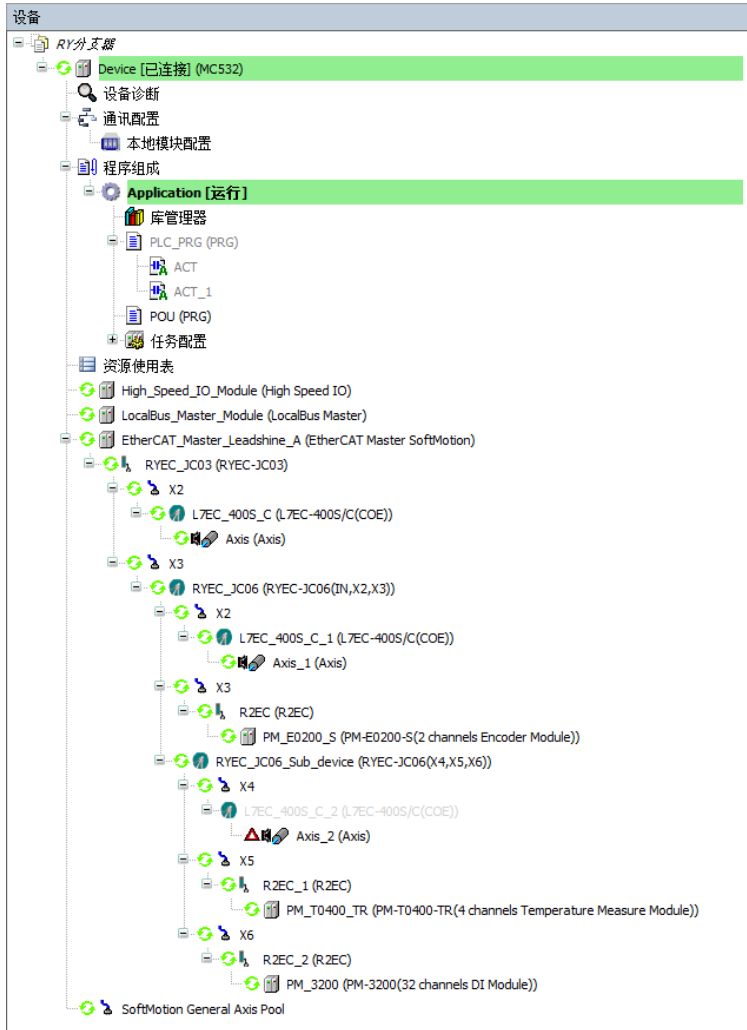 设备
RY分支器
Device [已连接] (MC532)
设备诊断
通讯配置
本地模块配置
程序组成
Application [运行]
库管理器
PLC_PRG (PRG)
ACT
ACT_1
POU (PRG)
任务配置
资源使用表
High_Speed_IO_Module (High Speed IO)
LocalBus_Master_Module (LocalBus Master)
EtherCAT_Master_Leadshine_A (EtherCAT Master SoftMotion)
RYEC_JC03 (RYEC-JC03)
X2
L7EC_400S_C (L7EC-400S/C(COE))
Axis (Axis)
X3
RYEC_JC06 (RYEC-JC06(IN,X2,X3))
X2
L7EC_400S_C_1 (L7EC-400S/C(COE))
Axis_1 (Axis)
X3
R2EC (R2EC)
PM_E0200_S (PM-E0200-S(2 channels Encoder Module))
RYEC_JC06_Sub_device (RYEC-JC06(X4,X5,X6))
X4
L7EC_400S_C_2 (L7EC-400S/C(COE))
Axis_2 (Axis)
X5
R2EC_1 (R2EC)
PM_T0400_TR (PM-T0400-TR(4 channels Temperature Measure Module))
X6
R2EC_2 (R2EC)
PM_3200 (PM-3200(32 channels DI Module))
SoftMotion General Axis Pool